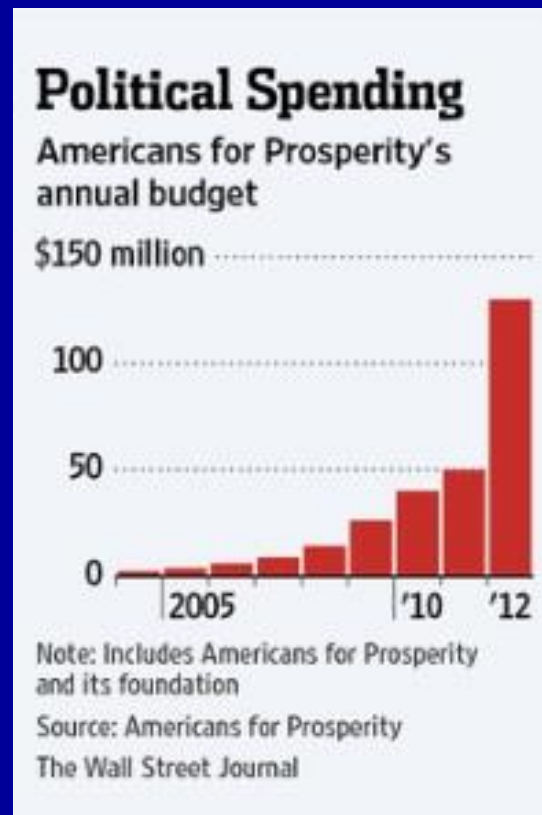 Political Spending
Americans for Prosperity's
annual budget
$150 million
100
50
0
2005 '10 '12
Note: Includes Americans for Prosperity
and its foundation
Source: Americans for Prosperity
The Wall Street Journal